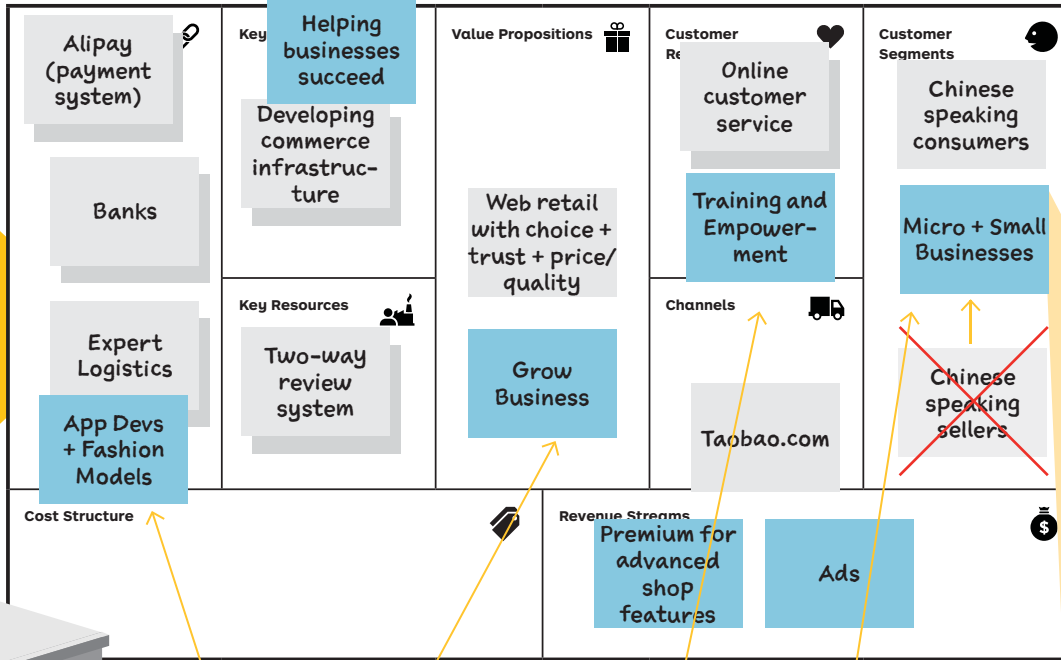 Alipay
(payment
system)
Banks
Expert
Logistics
App Devs
+ Fashion
Models
Key
Helping
businesses
succeed
Developing
commerce
infrastruc-
ture
Key Resources
Two-way
review
system
Value Propositions
Web retail
with choice +
trust + price/
quality
Grow
Business
Customer
Re
Online
customer
service
Training and
Empower-
ment
Channels
Taobao.com
Customer
Segments
Chinese
speaking
consumers
Micro + Small
Businesses
Chinese
speaking
sellers
Cost Structure
Revenue Streams
Premium for
advanced
shop
features
Ads
$